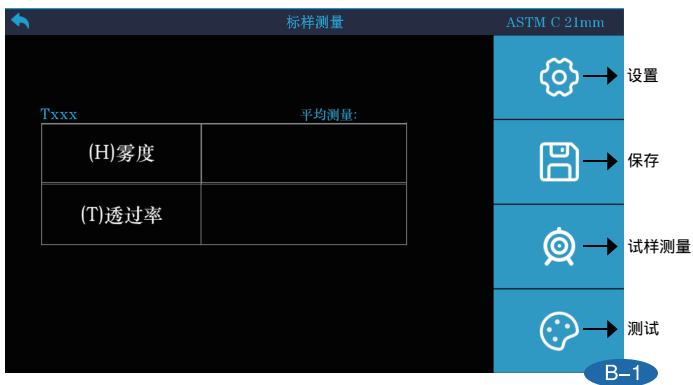 标样测量
ASTM C 21mm
设置
Txxx
平均测量:
(H)雾度
保存
(T)透过率
试样测量
测试
B-1